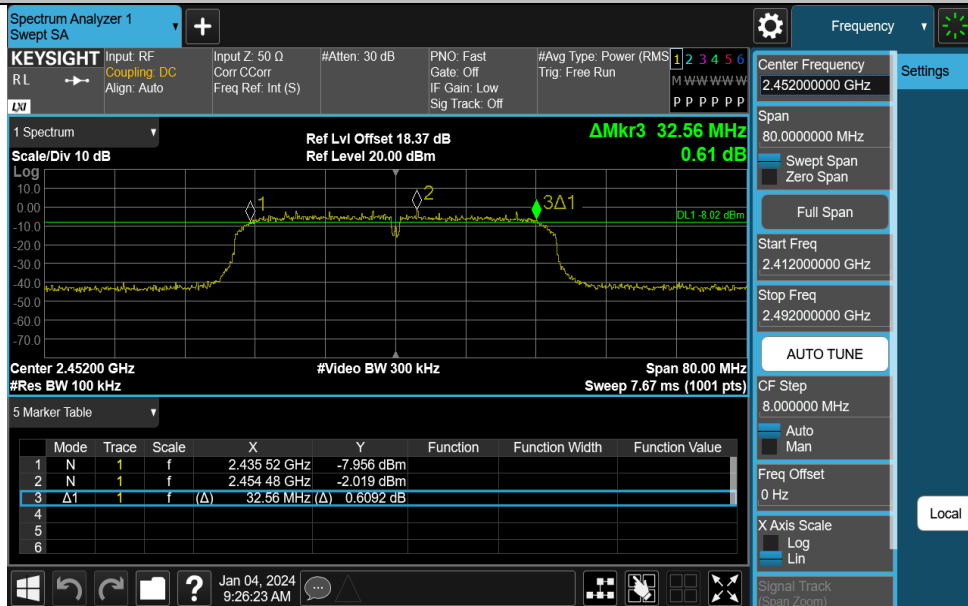 Spectrum Analyzer 1
Swept SA
+
Frequency
KEYSIGHT
RL
LXI
Input: RF
Coupling: DC
Align: Auto
Input Z: 50 Ω
Corr CCorr
Freq Ref: Int (S)
#Atten: 30 dB
PNO: Fast
Gate: Off
IF Gain: Low
Sig Track: Off
#Avg Type: Power (RMS
Trig: Free Run
1 2 3 4 5 6
M W W W W W
P P P P P P
1 Spectrum
Scale/Div 10 dB
Log
Ref Lvl Offset 18.37 dB
Ref Level 20.00 dBm
ΔMkr3 32.56 MHz
0.61 dB
10.0
0.00
-10.0
-20.0
-30.0
-40.0
-50.0
-60.0
-70.0
1
2
3Δ1
DL1 -8.02 dBm
Center 2.45200 GHz
#Res BW 100 kHz
#Video BW 300 kHz
Span 80.00 MHz
Sweep 7.67 ms (1001 pts)
5 Marker Table
Mode Trace Scale X Y Function Function Width Function Value
1 N 1 f 2.435 52 GHz -7.956 dBm
2 N 1 f 2.454 48 GHz -2.019 dBm
3 Δ1 1 f (Δ) 32.56 MHz (Δ) 0.6092 dB
4
5
6
Jan 04, 2024
9:26:23 AM
?
Center Frequency
2.452000000 GHz
Span
80.0000000 MHz
Swept Span
Zero Span
Full Span
Start Freq
2.412000000 GHz
Stop Freq
2.492000000 GHz
AUTO TUNE
CF Step
8.000000 MHz
Auto
Man
Freq Offset
0 Hz
X Axis Scale
Log
Lin
Signal Track
(Span Zoom)
Settings
Local